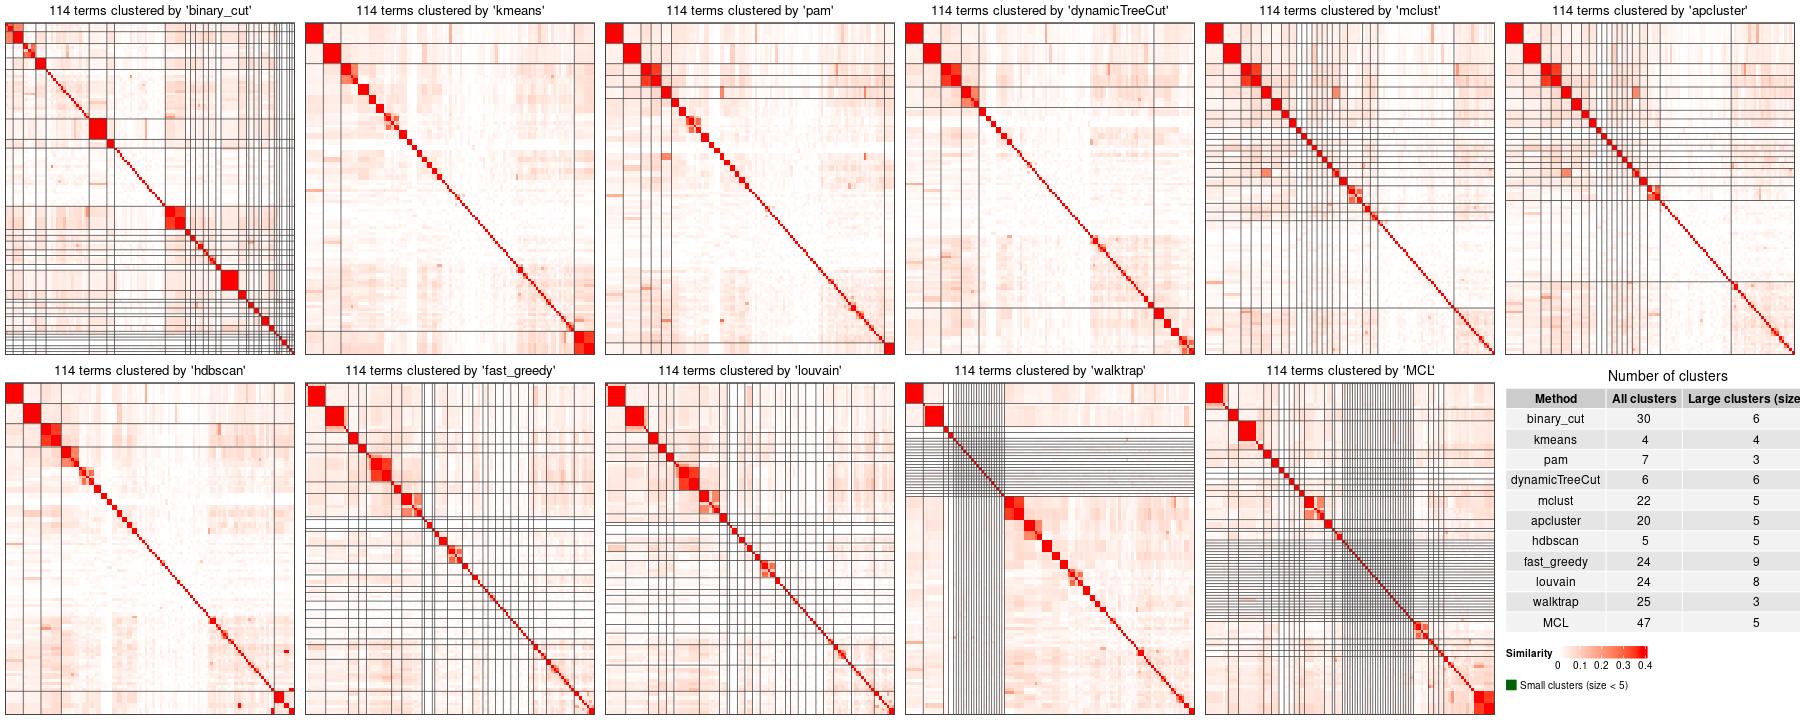 114 terms clustered by 'binary_cut'
114 terms clustered by 'kmeans'
114 terms clustered by 'pam'
114 terms clustered by 'dynamicTreeCut'
114 terms clustered by 'mclust'
114 terms clustered by 'apcluster'
114 terms clustered by 'hdbscan'
114 terms clustered by 'fast_greedy'
114 terms clustered by 'louvain'
114 terms clustered by 'walktrap'
114 terms clustered by 'MCL'
Number of clusters
Method All clusters Large clusters (size
binary_cut 30 6
kmeans 4 4
pam 7 3
dynamicTreeCut 6 6
mclust 22 5
apcluster 20 5
hdbscan 5 5
fast_greedy 24 9
louvain 24 8
walktrap 25 3
MCL 47 5
Similarity
0 0.1 0.2 0.3 0.4
Small clusters (size < 5)